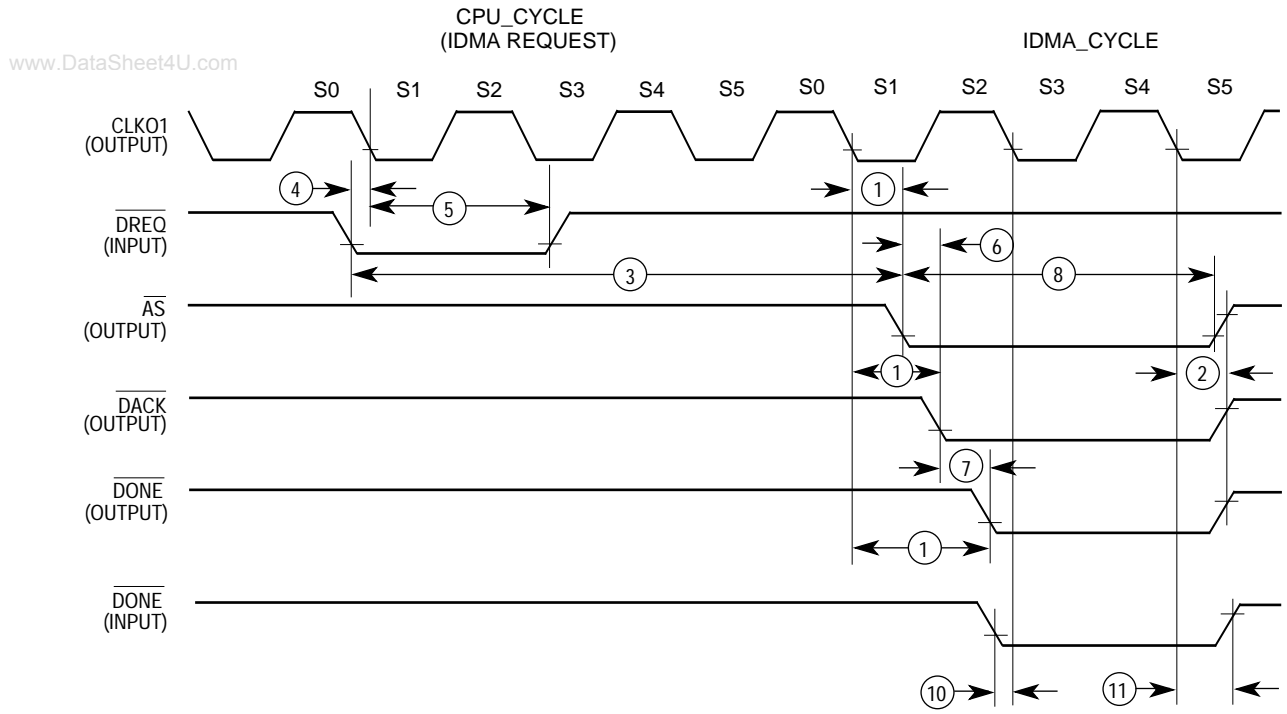 CPU_CYCLE
(IDMA REQUEST)
IDMA_CYCLE
www.DataSheet4U.com
S0 S1 S2 S3 S4 S5 S0 S1 S2 S3 S4 S5
CLKO1
(OUTPUT)
4
5
1
DREQ
(INPUT)
6
3
8
AS
(OUTPUT)
1
2
DACK
(OUTPUT)
7
DONE
(OUTPUT)
1
DONE
(INPUT)
10
11